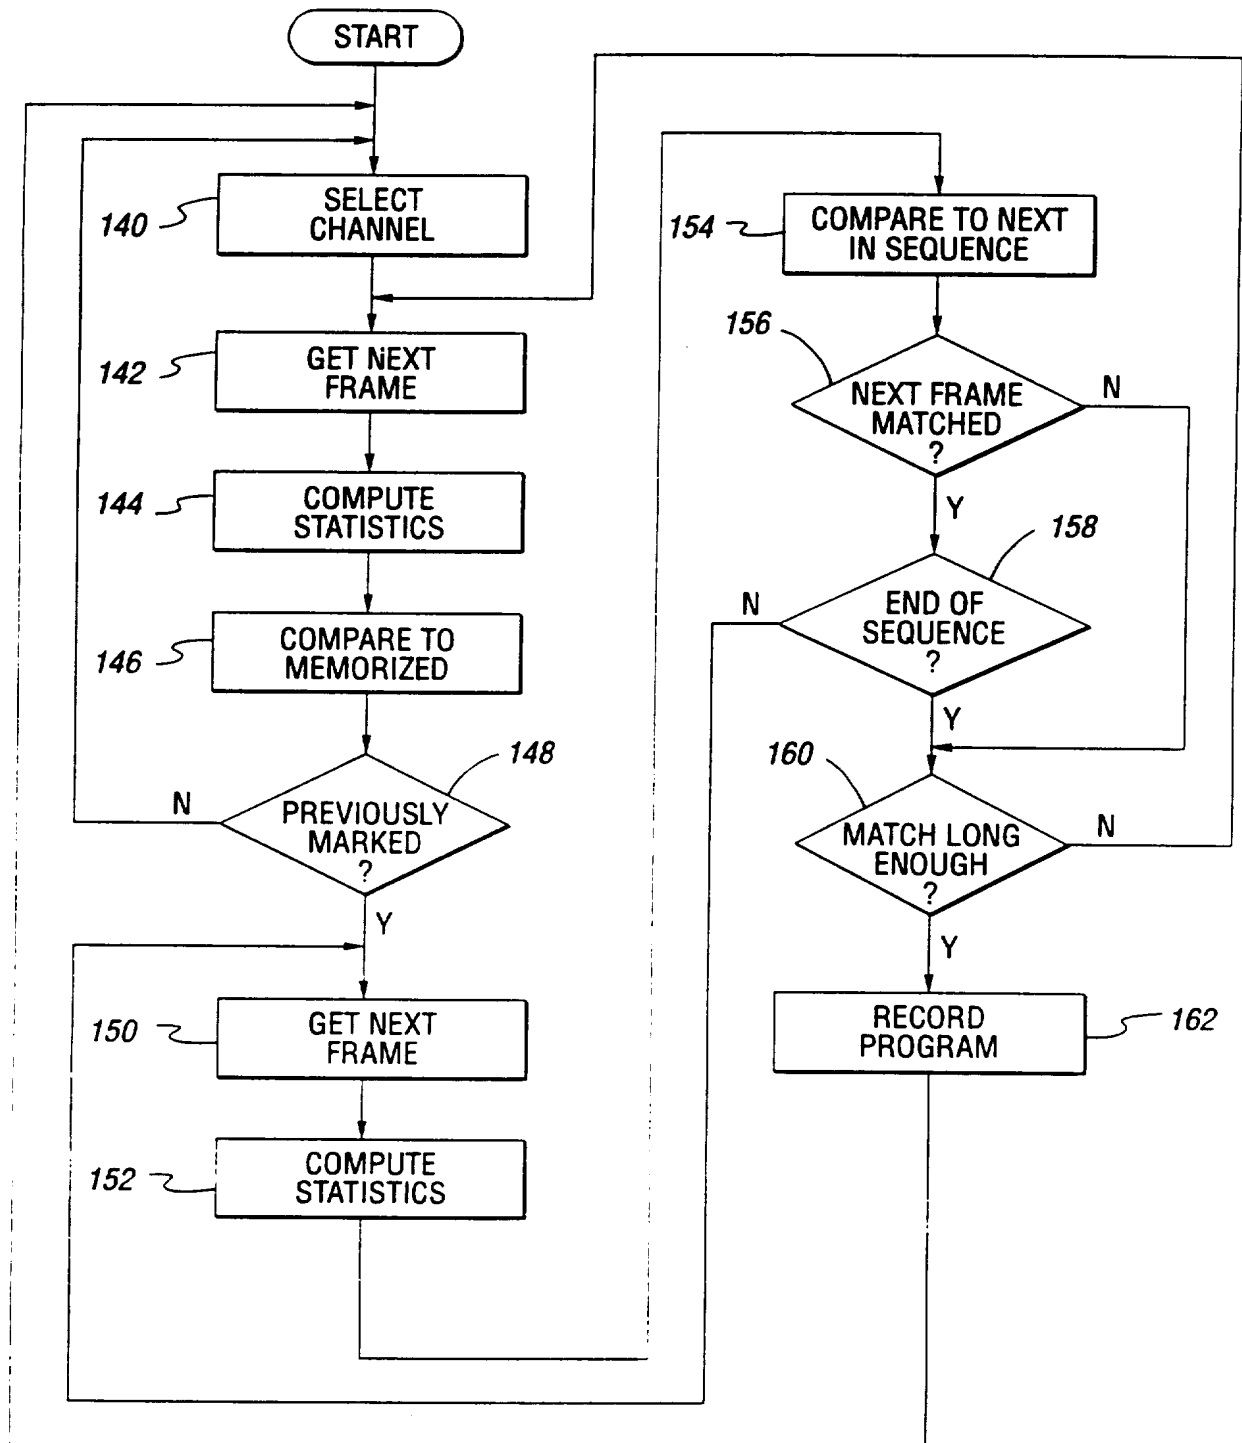 START
140
SELECT
CHANNEL
142
GET NEXT
FRAME
144
COMPUTE
STATISTICS
146
COMPARE TO
MEMORIZED
148
PREVIOUSLY
MARKED
?
N
Y
150
GET NEXT
FRAME
152
COMPUTE
STATISTICS
154
COMPARE TO NEXT
IN SEQUENCE
156
NEXT FRAME
MATCHED
?
N
Y
158
END OF
SEQUENCE
?
N
Y
160
MATCH LONG
ENOUGH
?
N
Y
RECORD
PROGRAM
162